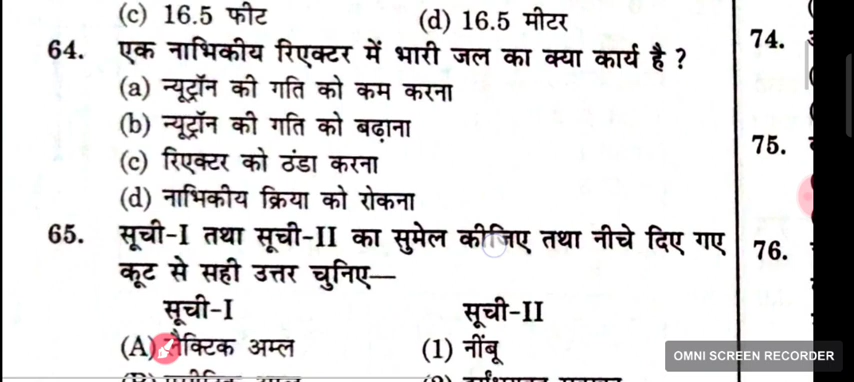 (c) 16.5 फीट (d) 16.5 मीटर
64. एक नाभिकीय रिएक्टर में भारी जल का क्या कार्य है ? 74.
(a) न्यूट्रॉन की गति को कम करना
(b) न्यूट्रॉन की गति को बढ़ाना
75.
(c) रिएक्टर को ठंडा करना
(d) नाभिकीय क्रिया को रोकना
65. सूची-I तथा सूची-II का सुमेल कीजिए तथा नीचे दिए गए 76.
कूट से सही उत्तर चुनिए—
सूची-I सूची-II
(A) लैक्टिक अम्ल (1) नींबू
OMNI SCREEN RECORDER